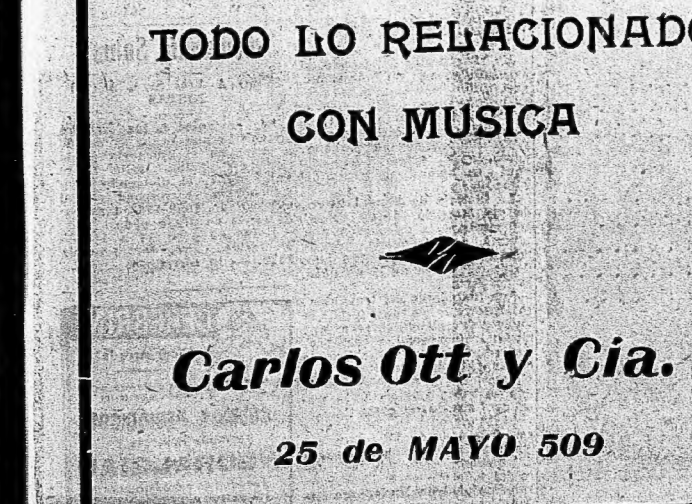 TODO LO RELACIONADO
CON MUSICA
Carlos Ott y Cia.
25 de MAYO 509